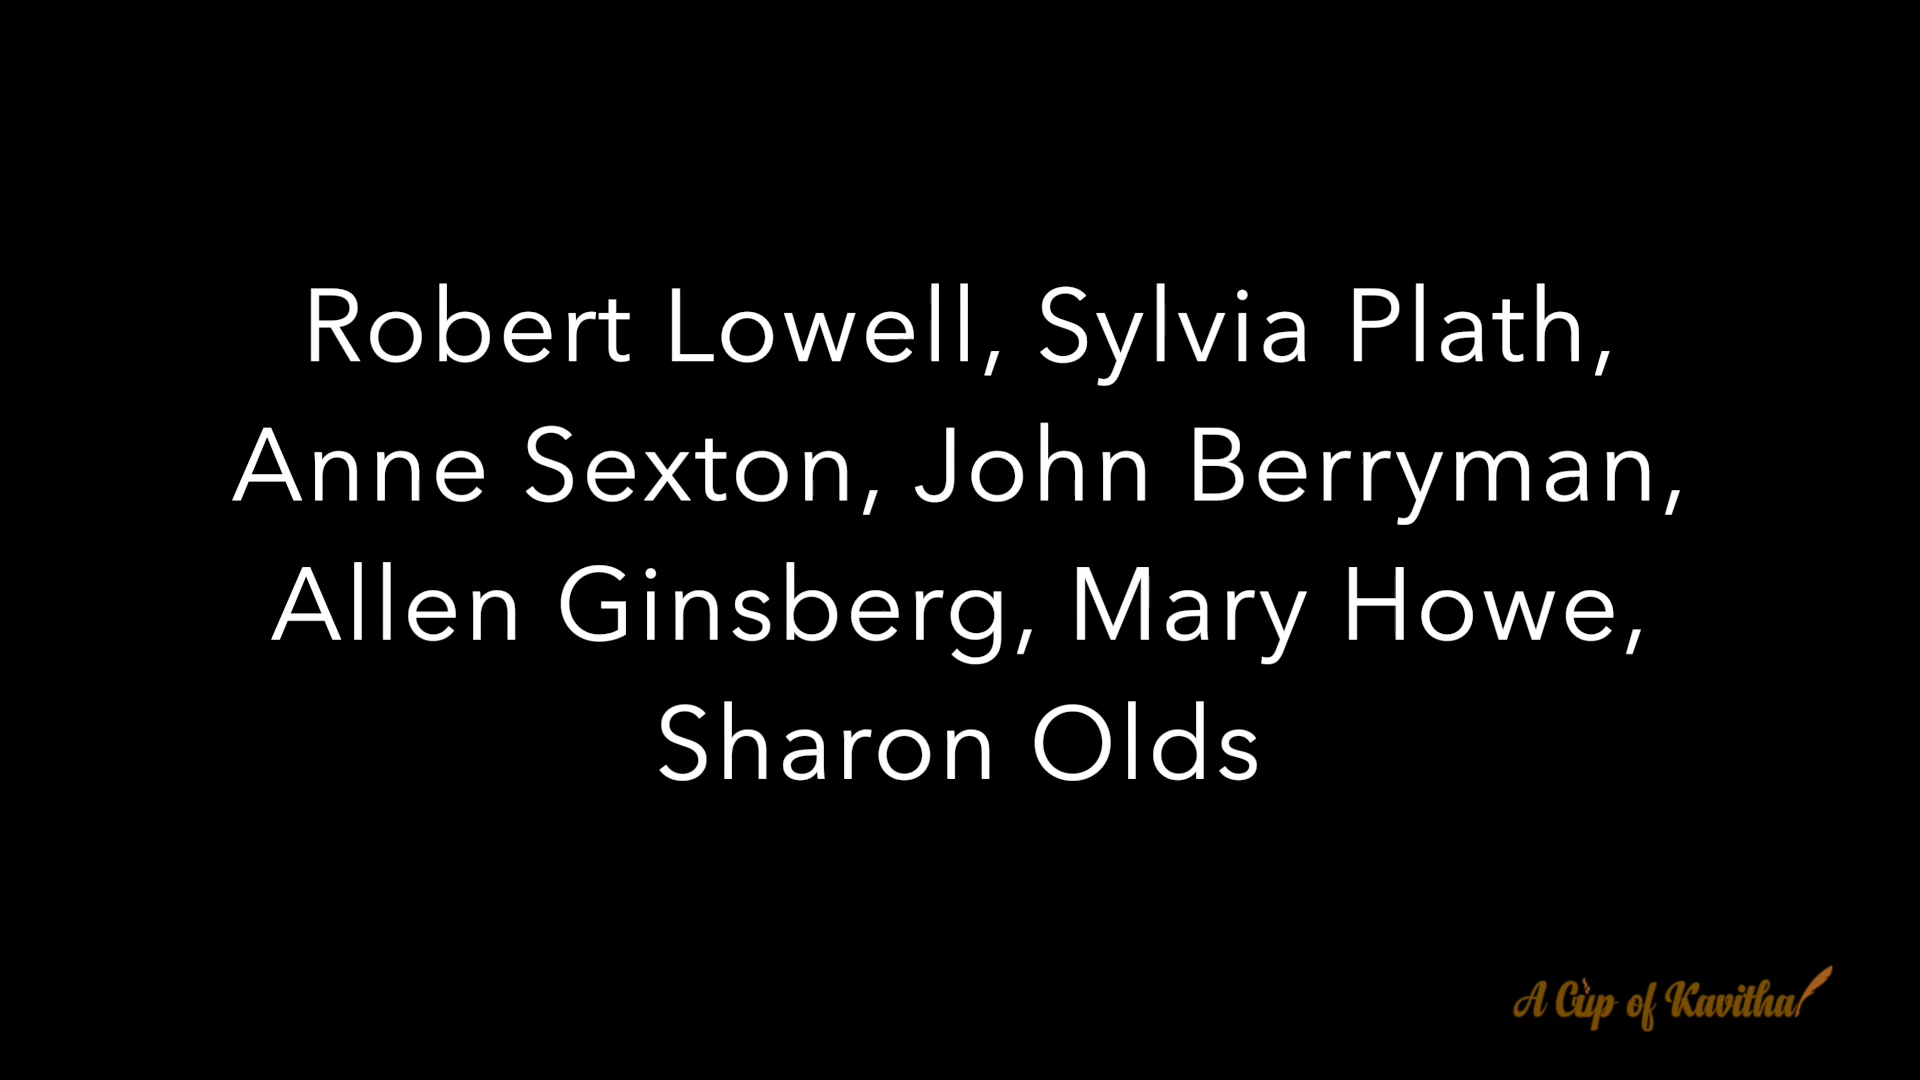 Robert Lowell, Sylvia Plath,
Anne Sexton, John Berryman,
Allen Ginsberg, Mary Howe,
Sharon Olds
A Cup of Kavitha